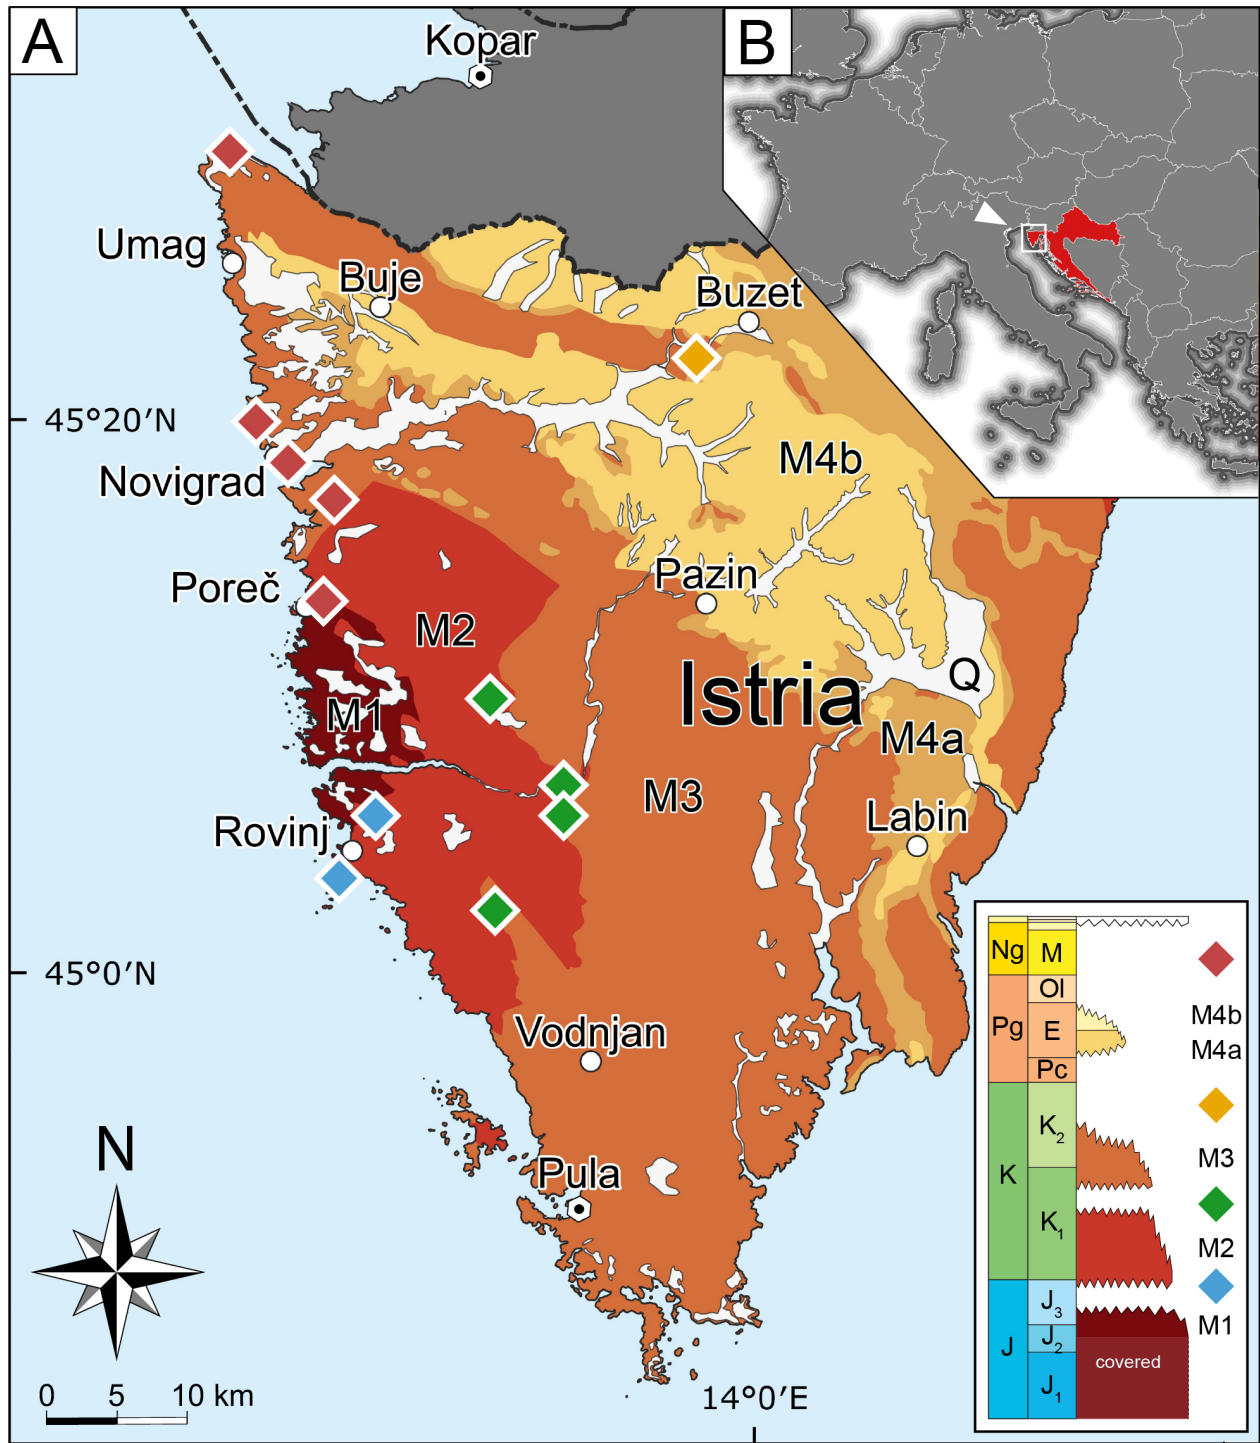 A
B
Kopar
Umag
Buje
Buzet
45°20′N
M4b
Novigrad
Pazin
Poreč
M2
Istria
Q
M1
M4a
M3
Labin
Rovinj
45°0′N
Vodnjan
N
Pula
0 5 10 km
14°0′E
Ng M
Ol
M4b
Pg E
M4a
Pc
K₂
M3
K
K₁
M2
J₃
M1
J₂
J
covered
J₁